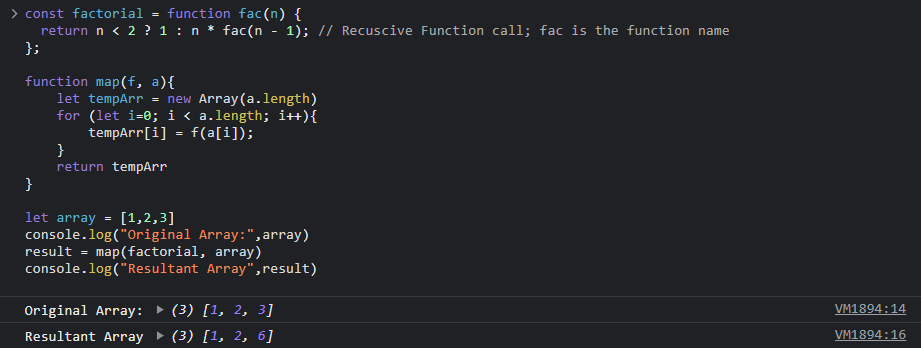 const factorial = function fac(n) {
  return n < 2 ? 1 : n * fac(n - 1); // Recuscive Function call; fac is the function name
};

function map(f, a){
    let tempArr = new Array(a.length)
    for (let i=0; i < a.length; i++){
        tempArr[i] = f(a[i]);
    }
    return tempArr
}

let array = [1,2,3]
console.log("Original Array:",array)
result = map(factorial, array)
console.log("Resultant Array",result)
Original Array: ▶ (3) [1, 2, 3] VM1894:14
Resultant Array ▶ (3) [1, 2, 6] VM1894:16